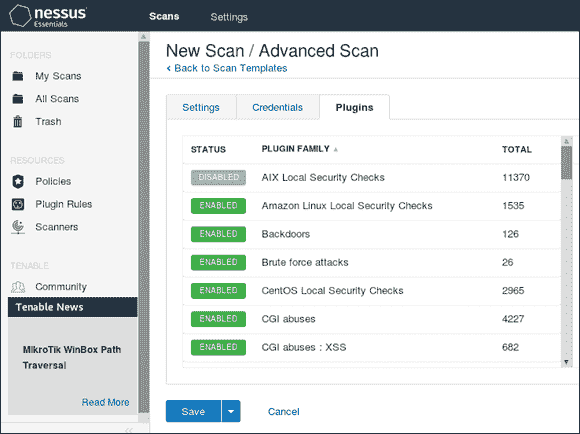 nessus
Essentials
Scans
Settings
FOLDERS
My Scans
All Scans
Trash
RESOURCES
Policies
Plugin Rules
Scanners
TENABLE
Community
Tenable News
MikroTik WinBox Path
Traversal
Read More
New Scan / Advanced Scan
Back to Scan Templates
Settings
Credentials
Plugins
STATUS PLUGIN FAMILY TOTAL
DISABLED AIX Local Security Checks 11370
ENABLED Amazon Linux Local Security Checks 1535
ENABLED Backdoors 126
ENABLED Brute force attacks 26
ENABLED CentOS Local Security Checks 2965
ENABLED CGI abuses 4227
ENABLED CGI abuses : XSS 682
Save
Cancel